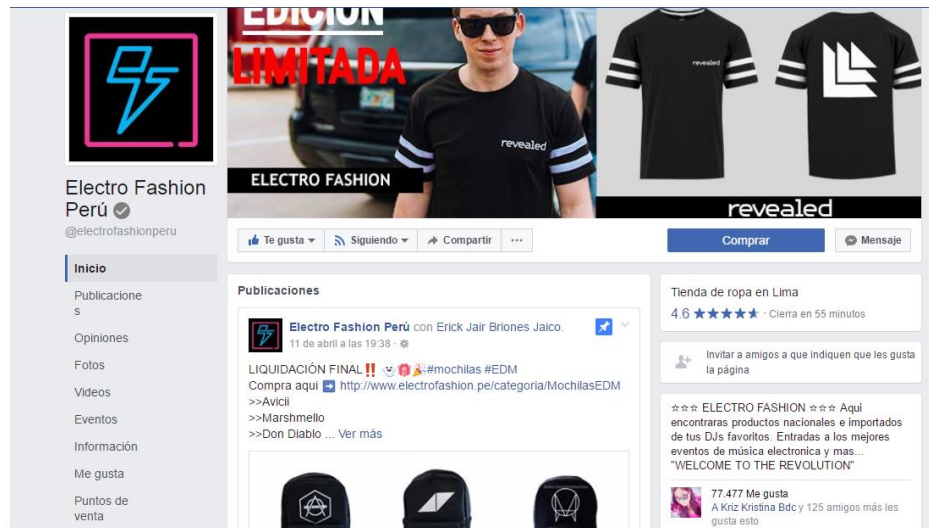 EDICIÓN
LIMITADA
revealed
ELECTRO FASHION
revealed
revealed
Electro Fashion
Perú
@electrofashionperu
Te gusta
Siguiendo
Compartir
Comprar
Mensaje
Inicio
Publicacione
s
Opiniones
Fotos
Videos
Eventos
Información
Me gusta
Puntos de
venta
Publicaciones
Electro Fashion Perú con Erick Jair Briones Jaico.
11 de abril a las 19:38 ·
LIQUIDACIÓN FINAL‼ #mochilas #EDM
Compra aqui ➡ http://www.electrofashion.pe/categoria/MochilasEDM
>>Avicii
>>Marshmello
>>Don Diablo ... Ver más
Tienda de ropa en Lima
4.6 ★★★★★ · Cierra en 55 minutos
Invitar a amigos a que indiquen que les gusta
la página
☆☆☆ ELECTRO FASHION ☆☆☆ Aqui
encontraras productos nacionales e importados
de tus DJs favoritos. Entradas a los mejores
eventos de música electronica y mas...
"WELCOME TO THE REVOLUTION"
77.477 Me gusta
A Kriz Kristina Bdc y 125 amigos más les
gusta esto